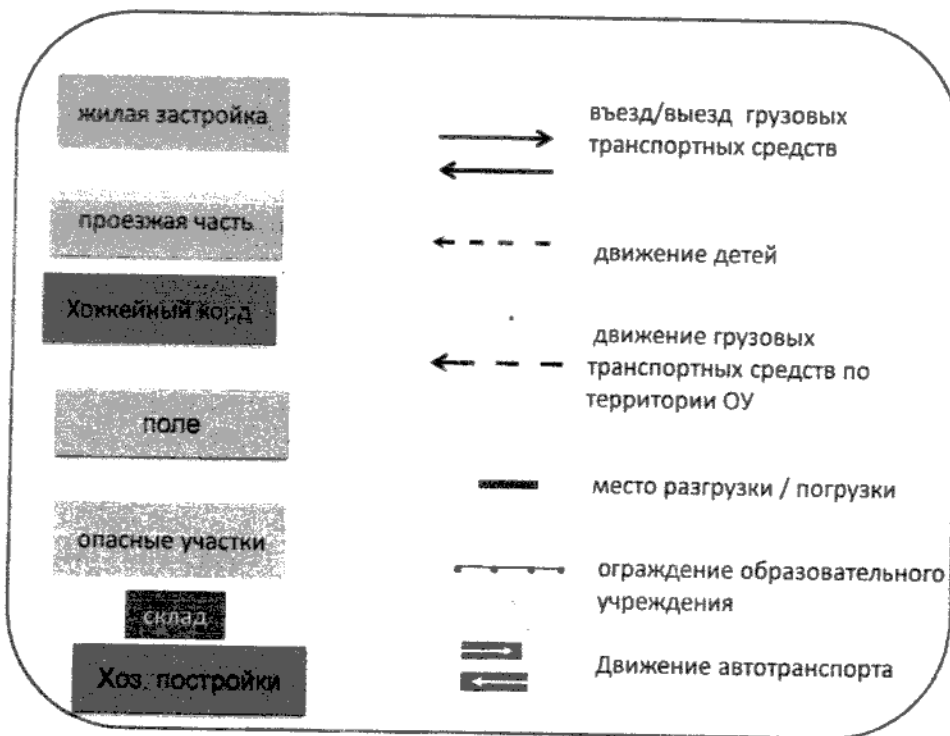 жилая застройка
проезжая часть
Хоккейный корд
поле
опасные участки
склад
Хоз. постройки
въезд/выезд грузовых
транспортных средств
движение детей
движение грузовых
транспортных средств по
территории ОУ
место разгрузки / погрузки
ограждение образовательного
учреждения
Движение автотранспорта